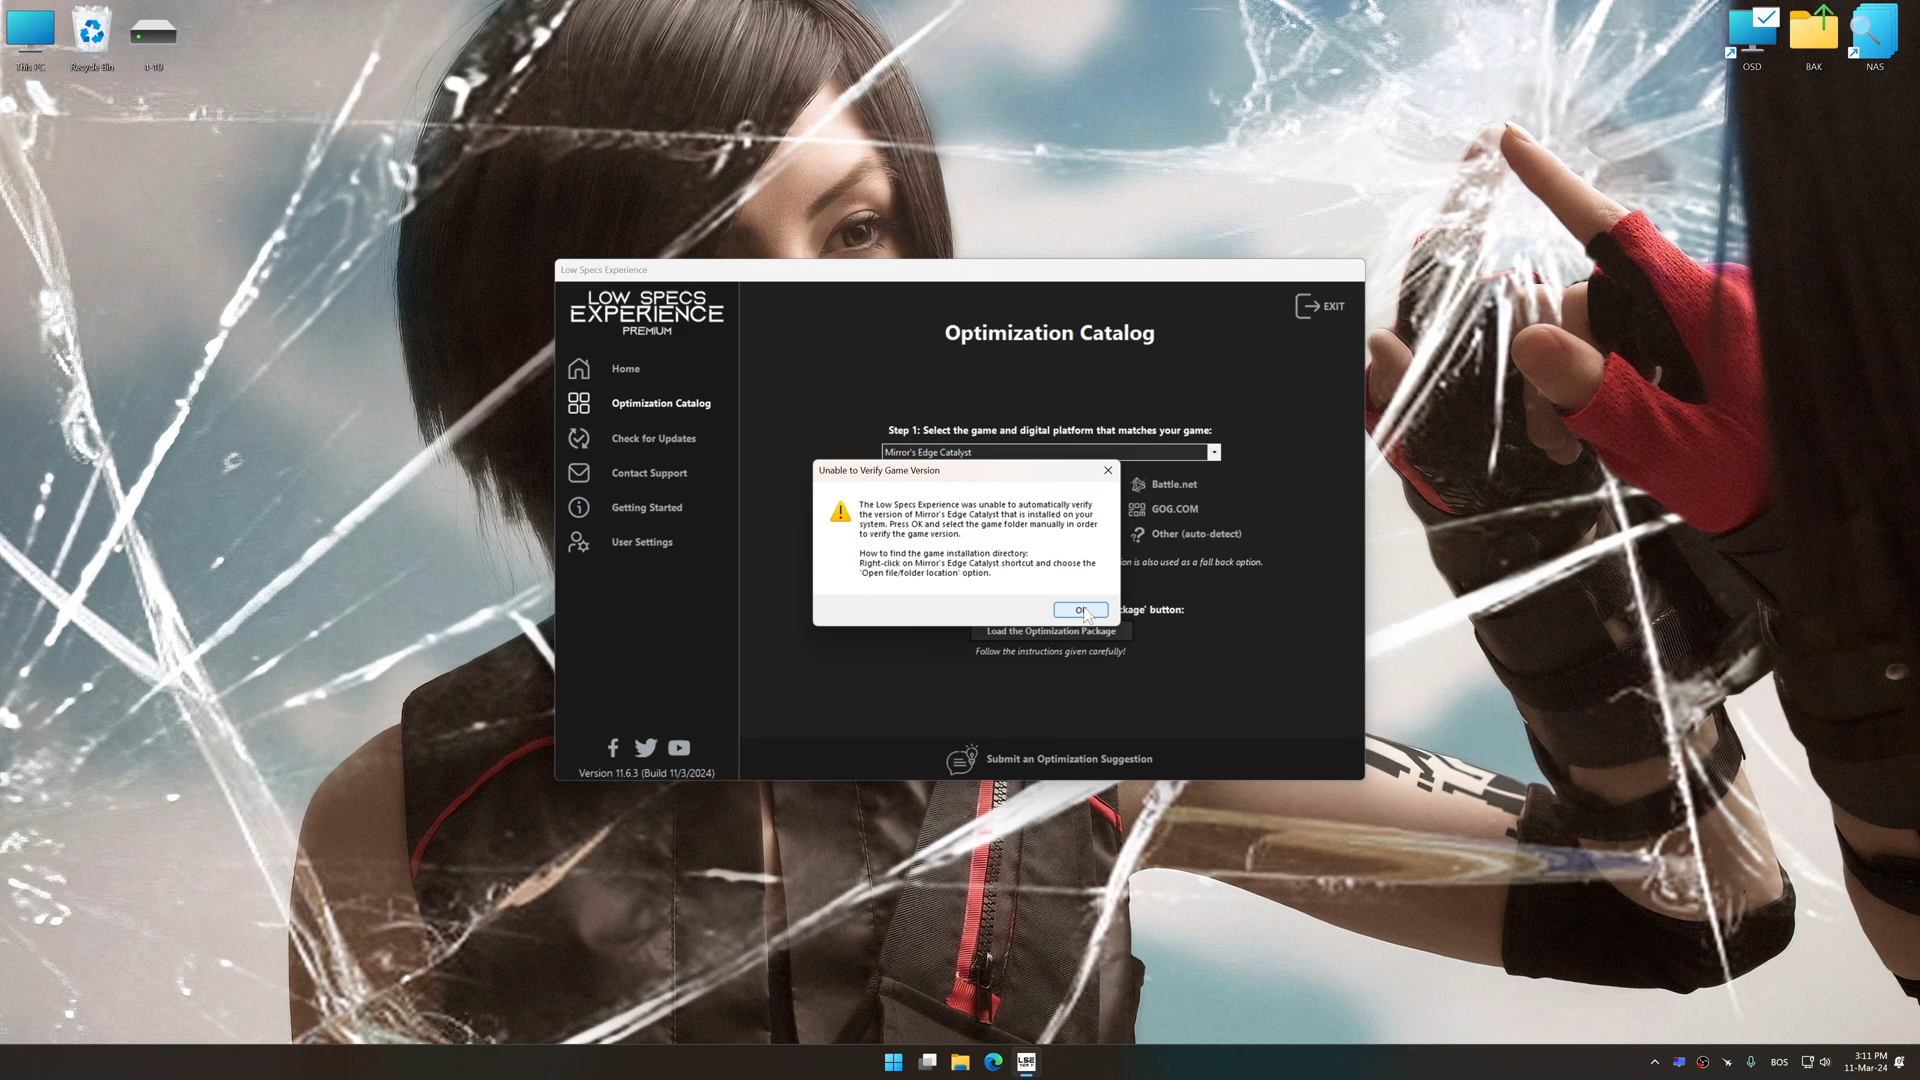 This PC
Recycle Bin
4-10
OSD
BAK
NAS
Low Specs Experience
LOW SPECS
EXPERIENCE
PREMIUM
Home
Optimization Catalog
Check for Updates
Contact Support
Getting Started
User Settings
Version 11.6.3 (Build 11/3/2024)
EXIT
Optimization Catalog
Step 1: Select the game and digital platform that matches your game:
Mirror's Edge Catalyst
Battle.net
GOG.COM
Other (auto-detect)
ion is also used as a fall back option.
kage' button:
Load the Optimization Package
Follow the instructions given carefully!
Submit an Optimization Suggestion
Unable to Verify Game Version
The Low Specs Experience was unable to automatically verify
the version of Mirror's Edge Catalyst that is installed on your
system. Press OK and select the game folder manually in order
to verify the game version.
How to find the game installation directory:
Right-click on Mirror's Edge Catalyst shortcut and choose the
'Open file/folder location' option.
OK
LSE
BOS
3:11 PM
11-Mar-24